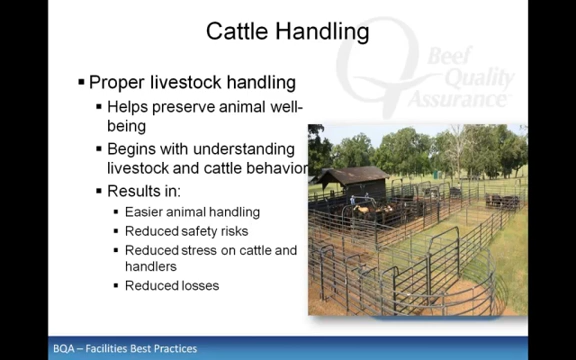 Cattle Handling
Beef
Quality
Assurance
Proper livestock handling
Helps preserve animal well-
being
Begins with understanding
livestock and cattle behavior
Results in:
Easier animal handling
Reduced safety risks
Reduced stress on cattle and
handlers
Reduced losses
BQA – Facilities Best Practices